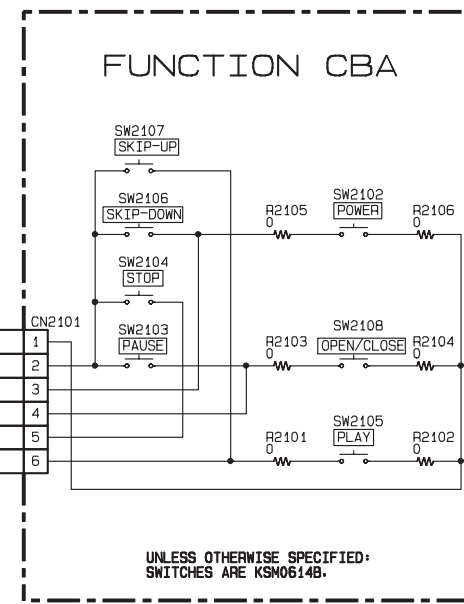 FUNCTION CBA
SW2107
SKIP-UP
SW2106
SKIP-DOWN
R2105
0
SW2102
POWER
R2106
0
SW2104
STOP
CN2101
SW2103
PAUSE
R2103
0
SW2108
OPEN/CLOSE
R2104
0
1
2
3
4
5
6
R2101
0
SW2105
PLAY
R2102
0
UNLESS OTHERWISE SPECIFIED:
SWITCHES ARE KSM0614B.